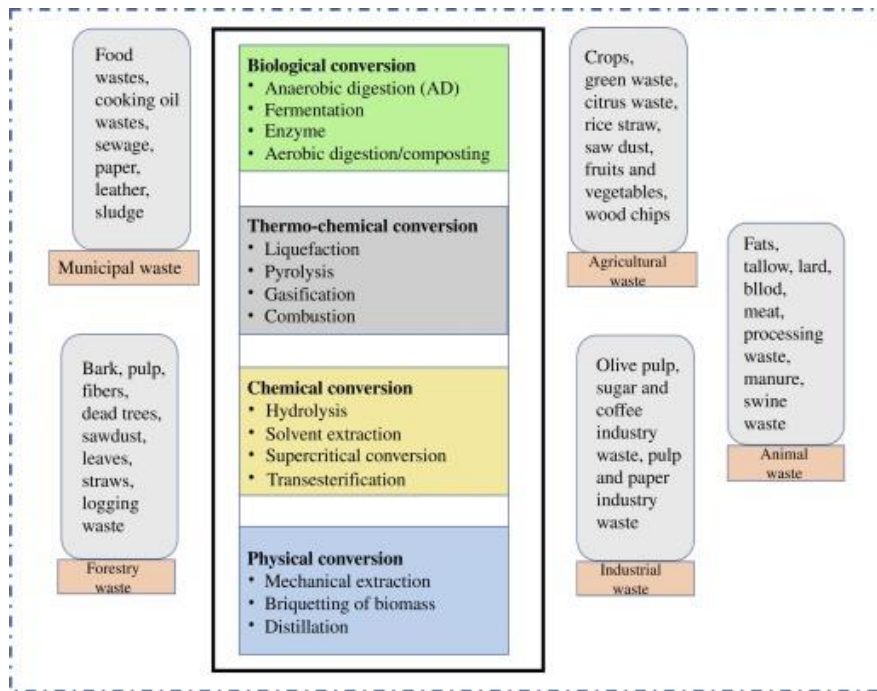 Food
wastes,
cooking oil
wastes,
sewage,
paper,
leather,
sludge
Municipal waste
Bark, pulp,
fibers,
dead trees,
sawdust,
leaves,
straws,
logging
waste
Forestry
waste
Biological conversion
• Anaerobic digestion (AD)
• Fermentation
• Enzyme
• Aerobic digestion/composting
Thermo-chemical conversion
• Liquefaction
• Pyrolysis
• Gasification
• Combustion
Chemical conversion
• Hydrolysis
• Solvent extraction
• Supercritical conversion
• Transesterification
Physical conversion
• Mechanical extraction
• Briquetting of biomass
• Distillation
Crops,
green waste,
citrus waste,
rice straw,
saw dust,
fruits and
vegetables,
wood chips
Agricultural
waste
Olive pulp,
sugar and
coffee
industry
waste, pulp
and paper
industry
waste
Industrial
waste
Fats,
tallow, lard,
bllod,
meat,
processing
waste,
manure,
swine
waste
Animal
waste